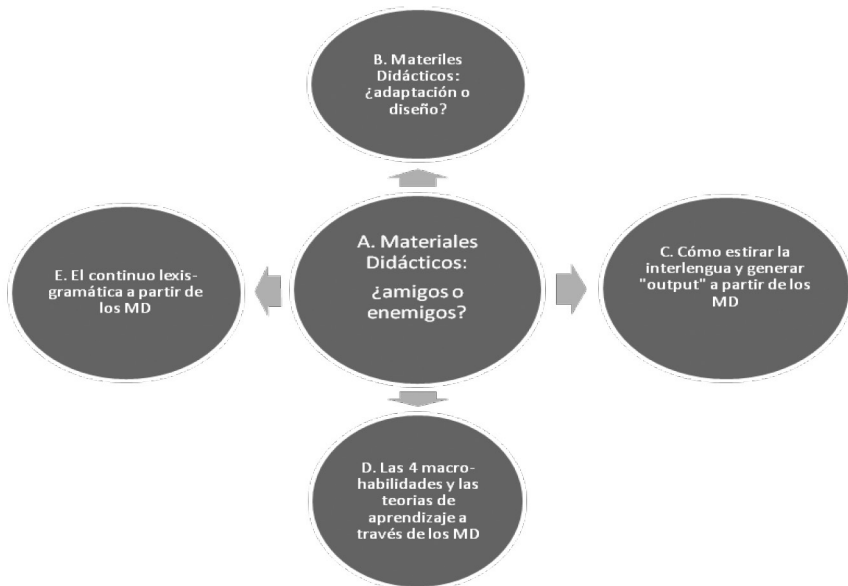 B. Materiles
Didácticos:
¿adaptación o
diseño?
A. Materiales
Didácticos:
¿amigos o
enemigos?
C. Cómo estirar la
interlengua y generar
"output" a partir de los
MD
E. El continuo lexis-
gramática a partir de
los MD
D. Las 4 macro-
habilidades y las
teorias de
aprendizaje a
través de los MD